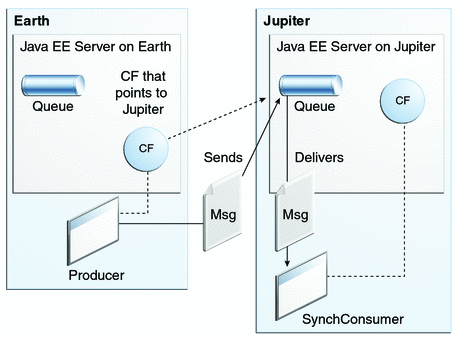 Earth
Java EE Server on Earth
Queue
CF that
points to
Jupiter
CF
Sends
Msg
Producer
Jupiter
Java EE Server on Jupiter
Queue
CF
Delivers
Msg
SynchConsumer